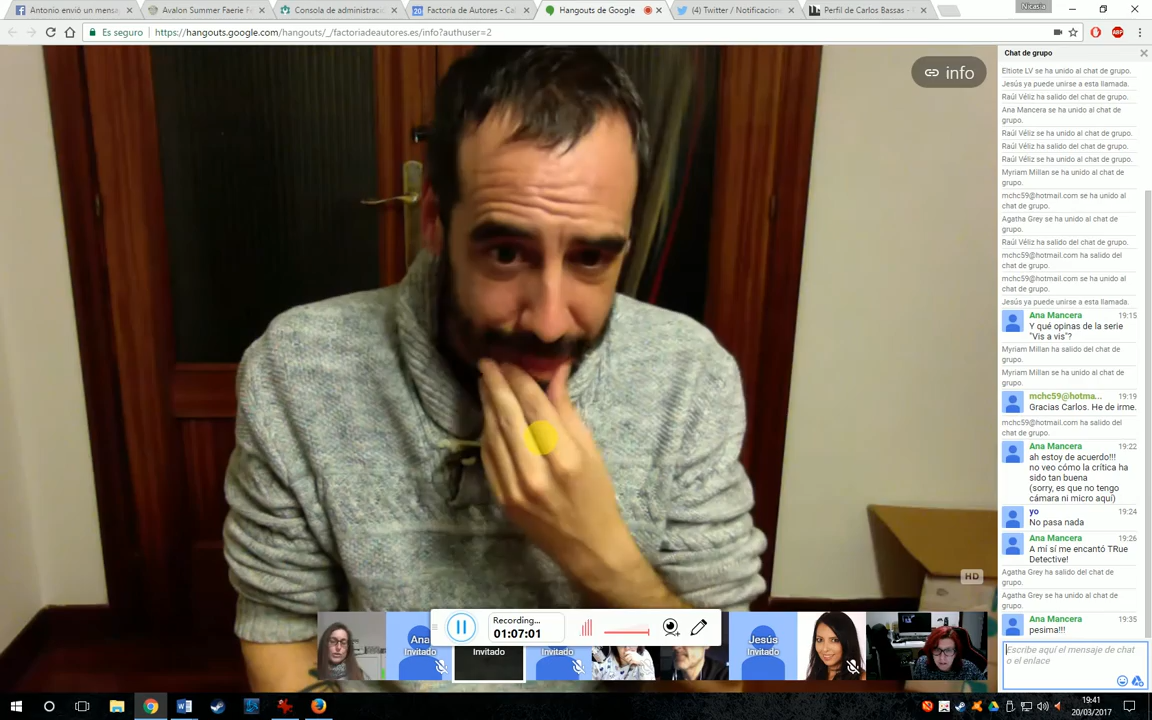 Antonio envió un mensa
Avalon Summer Faerie F
Consola de administrac
20 Factoría de Autores - Cal
Hangouts de Google
(4) Twitter / Notificacion
Perfil de Carlos Bassas - E
Nicasia
Es seguro
https://hangouts.google.com/hangouts/_/factoriadeautores.es/info?authuser=2
ABP
info
HD
Chat de grupo
Eltiote LV se ha unido al chat de grupo.
Jesús ya puede unirse a esta llamada.
Raúl Véliz ha salido del chat de grupo.
Ana Mancera se ha unido al chat de
grupo.
Raúl Véliz se ha unido al chat de grupo.
Raúl Véliz ha salido del chat de grupo.
Raúl Véliz se ha unido al chat de grupo.
Myriam Millan se ha unido al chat de
grupo.
mchc59@hotmail.com se ha unido al
chat de grupo.
Agatha Grey se ha unido al chat de
grupo.
Raúl Véliz ha salido del chat de grupo.
mchc59@hotmail.com ha salido del
chat de grupo.
mchc59@hotmail.com se ha unido al
chat de grupo.
Jesús ya puede unirse a esta llamada.
Ana Mancera 19:15
Y qué opinas de la serie
"Vis a vis"?
Myriam Millan ha salido del chat de
grupo.
Myriam Millan se ha unido al chat de
grupo.
mchc59@hotma... 19:19
Gracias Carlos. He de irme.
mchc59@hotmail.com ha salido del
chat de grupo.
Ana Mancera 19:22
ah estoy de acuerdo!!!
no veo cómo la crítica ha
sido tan buena
(sorry, es que no tengo
cámara ni micro aquí)
yo 19:24
No pasa nada
Ana Mancera 19:26
A mí sí me encantó TRue
Detective!
Agatha Grey ha salido del chat de
grupo.
Agatha Grey se ha unido al chat de
grupo.
Ana Mancera 19:35
pesima!!!
Escribe aquí el mensaje de chat
o el enlace
Recording...
01:07:01
Ana
Invitado
Invitado
Invitado
Jesús
Invitado
19:41
20/03/2017